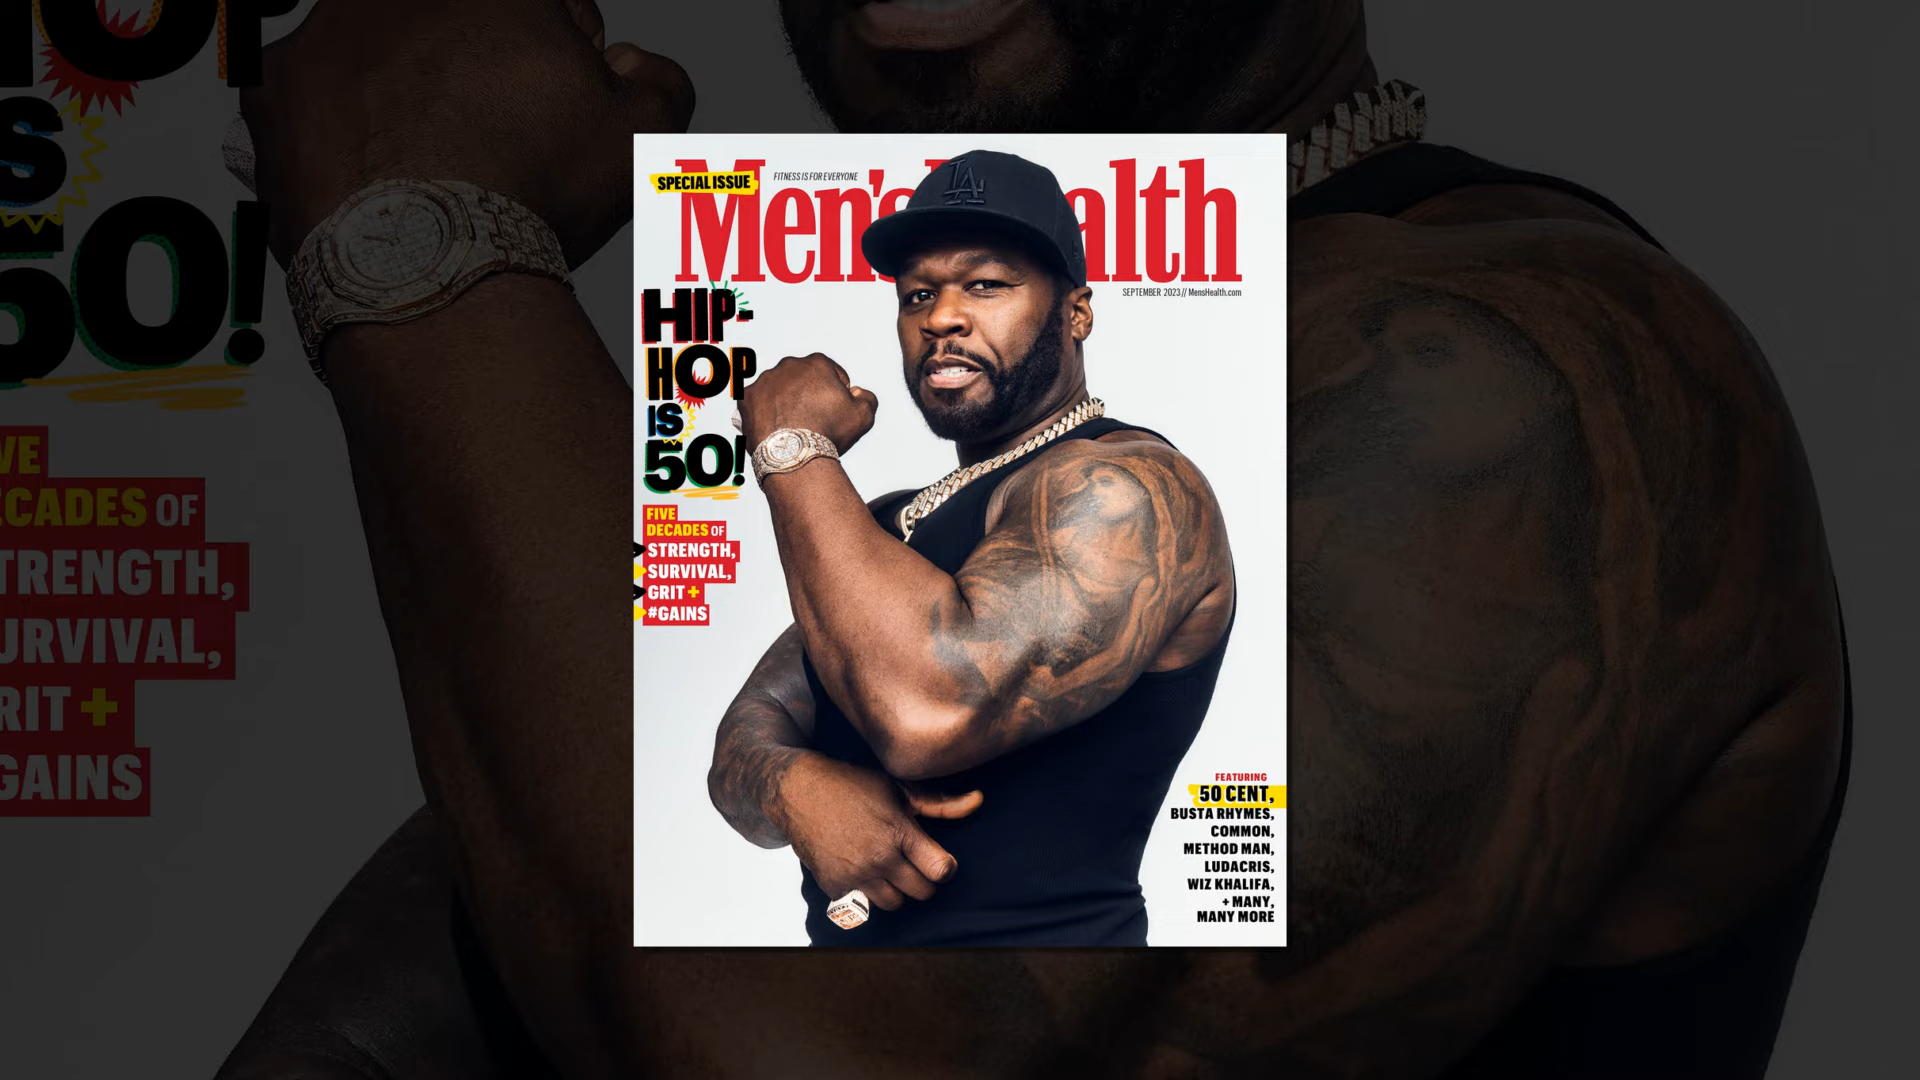 SPECIAL ISSUE
FITNESS IS FOR EVERYONE
Men's Health
SEPTEMBER 2023 // MensHealth.com
LA
HIP-
HOP
IS
50!
FIVE
DECADES OF
STRENGTH,
SURVIVAL,
GRIT +
#GAINS
FEATURING
50 CENT,
BUSTA RHYMES,
COMMON,
METHOD MAN,
LUDACRIS,
WIZ KHALIFA,
+ MANY,
MANY MORE